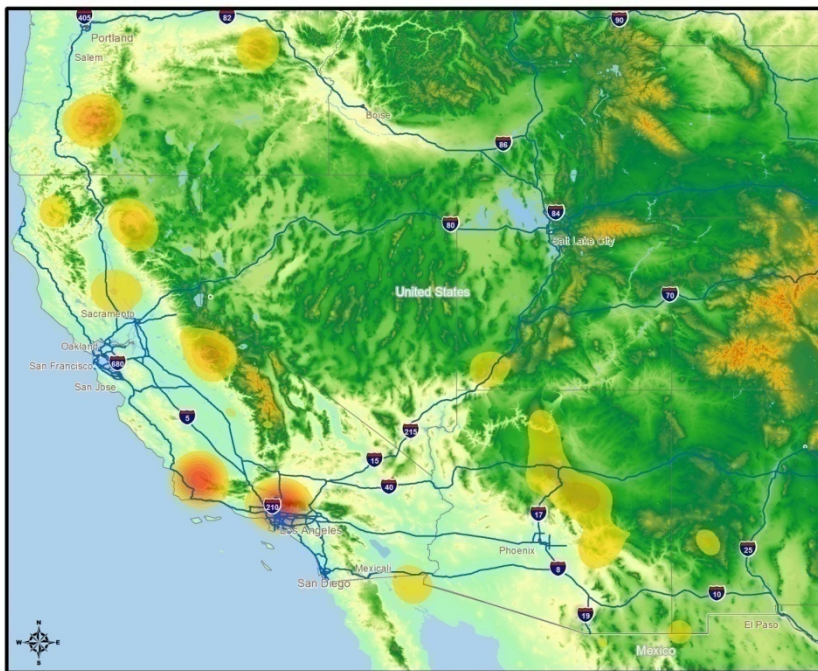 405
82
90
Portland
Salem
Boise
86
84
80
Salt Lake City
United States
70
Sacramento
Oakland
680
San Francisco
San Jose
5
215
15
40
210
Los Angeles
17
Phoenix
25
Mexicali
8
San Diego
10
19
El Paso
Mexico
N
W
E
S